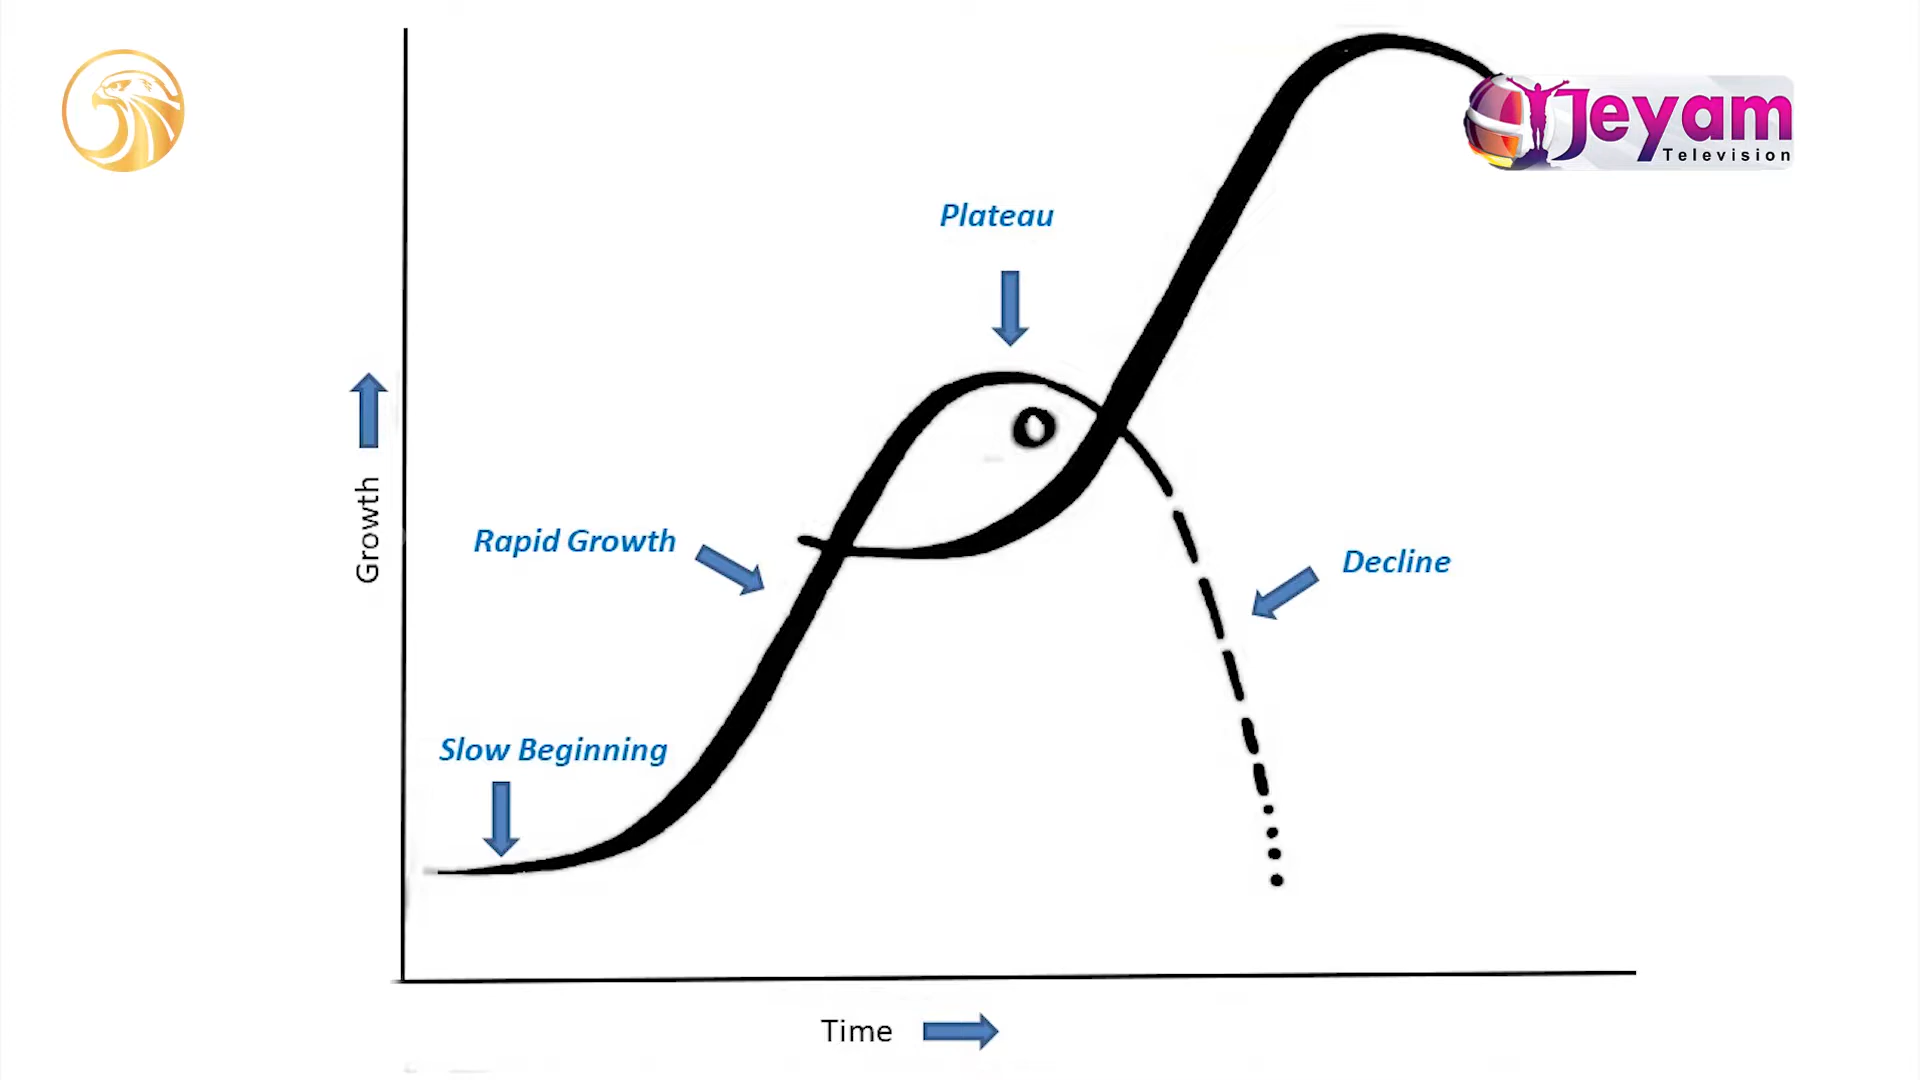 Jeyam
Television
Plateau
Growth
Rapid Growth
Decline
Slow Beginning
Time